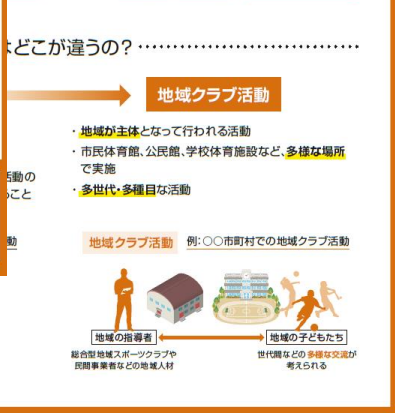 はどこが違うの？
地域クラブ活動
・地域が主体となって行われる活動
・市民体育館、公民館、学校体育施設など、多様な場所
で実施
・多世代・多種目な活動
活動の
ること
動
地域クラブ活動 例：○○市町村での地域クラブ活動
地域の指導者
地域の子どもたち
総合型地域スポーツクラブや
民間事業者などの地域人材
世代間などの多様な交流が
考えられる